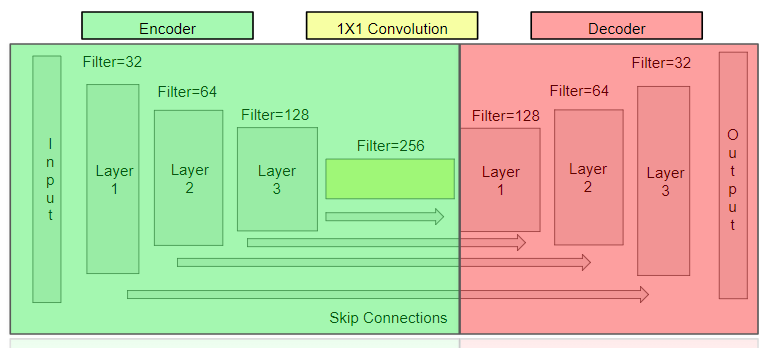 Encoder
1X1 Convolution
Decoder
Filter=32
Filter=64
Filter=128
Filter=256
Filter=128
Filter=64
Filter=32
Input
Layer
1
Layer
2
Layer
3
Layer
1
Layer
2
Layer
3
Output
Skip Connections